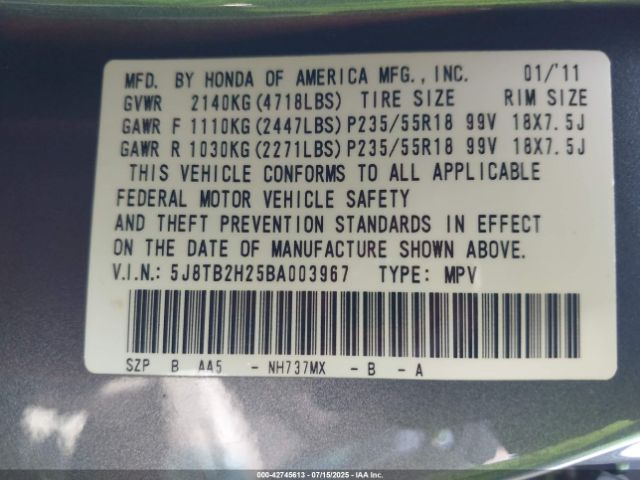 MFD. BY HONDA OF AMERICA MFG., INC. 01/'11
GVWR 2140KG(4718LBS) TIRE SIZE RIM SIZE
GAWR F 1110KG(2447LBS)P235/55R18 99V 18X7.5J
GAWR R 1030KG(2271LBS)P235/55R18 99V 18X7.5J
THIS VEHICLE CONFORMS TO ALL APPLICABLE
FEDERAL MOTOR VEHICLE SAFETY
AND THEFT PREVENTION STANDARDS IN EFFECT
ON THE DATE OF MANUFACTURE SHOWN ABOVE.
V.I.N.: 5J8TB2H25BA003967 TYPE: MPV
SZP B AA5 - NH737MX - B - A
000-42745613 - 07/15/2025 - IAA Inc.